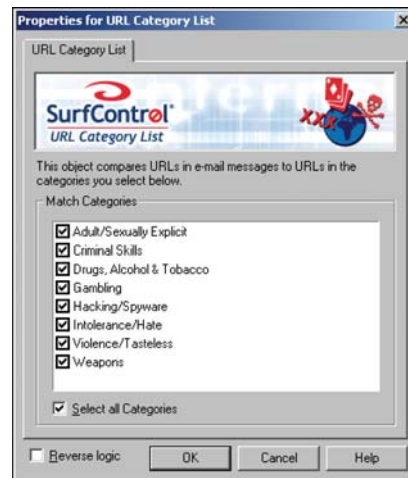 Properties for URL Category List
URL Category List
SurfControl
URL Category List
XXX
This object compares URLs in e-mail messages to URLs in the
categories you select below.
Match Categories
Adult/Sexually Explicit
Criminal Skills
Drugs, Alcohol & Tobacco
Gambling
Hacking/Spyware
Intolerance/Hate
Violence/Tasteless
Weapons
Select all Categories
Reverse logic
OK
Cancel
Help